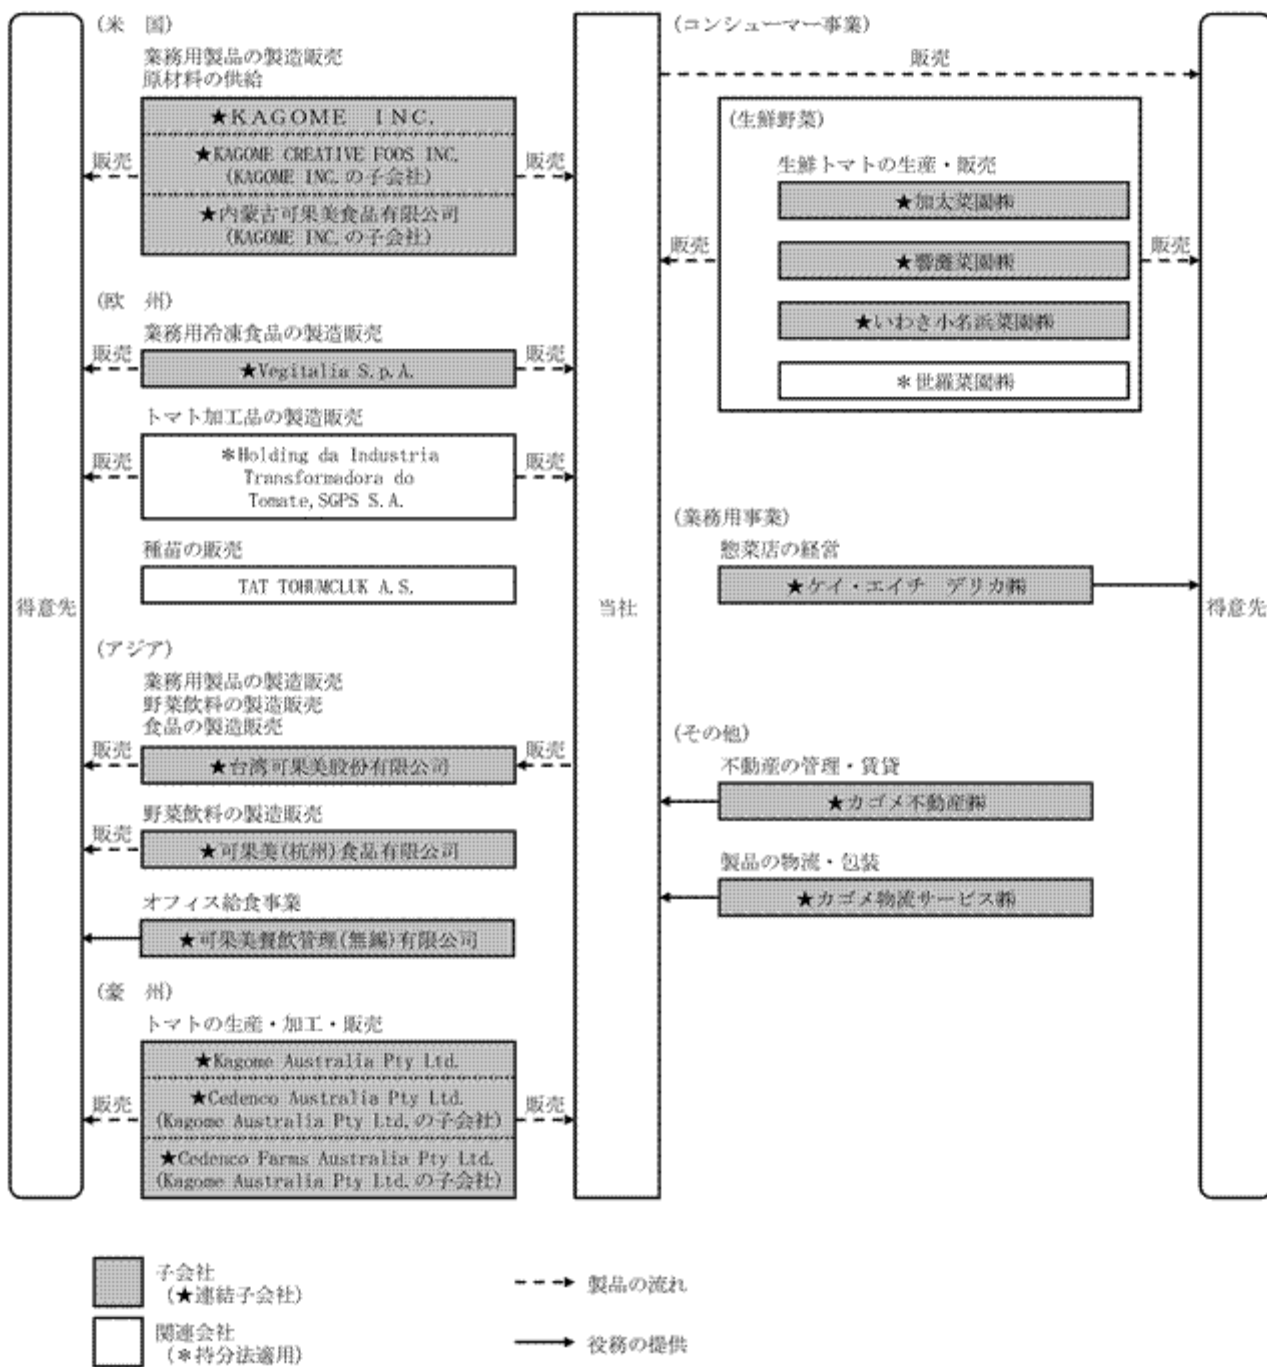 (米　国)
業務用製品の製造販売
原材料の供給
★KAGOME　INC.
★KAGOME CREATIVE FOOS INC.
(KAGOME INC.の子会社)
★内蒙古可果美食品有限公司
(KAGOME INC.の子会社)
販売
販売
(欧　州)
業務用冷凍食品の製造販売
★Vegitalia S.p.A.
販売
販売
トマト加工品の製造販売
＊Holding da Industria
Transformadora do
Tomate,SGPS S.A.
販売
販売
種苗の販売
TAT TOHUMCLUK A.S.
得意先
(アジア)
業務用製品の製造販売
野菜飲料の製造販売
食品の製造販売
★台湾可果美股份有限公司
販売
販売
野菜飲料の製造販売
★可果美(杭州)食品有限公司
販売
オフィス給食事業
★可果美餐飲管理(無錫)有限公司
(豪　州)
トマトの生産・加工・販売
★Kagome Australia Pty Ltd.
★Cedenco Australia Pty Ltd.
(Kagome Australia Pty Ltd.の子会社)
★Cedenco Farms Australia Pty Ltd.
(Kagome Australia Pty Ltd.の子会社)
販売
販売
当社
(コンシューマー事業)
販売
(生鮮野菜)
生鮮トマトの生産・販売
★加太菜園㈱
★響灘菜園㈱
★いわき小名浜菜園㈱
＊世羅菜園㈱
販売
販売
(業務用事業)
惣菜店の経営
★ケイ・エイチ　デリカ㈱
(その他)
不動産の管理・賃貸
★カゴメ不動産㈱
製品の物流・包装
★カゴメ物流サービス㈱
得意先
子会社
(★連結子会社)
関連会社
(＊持分法適用)
製品の流れ
役務の提供